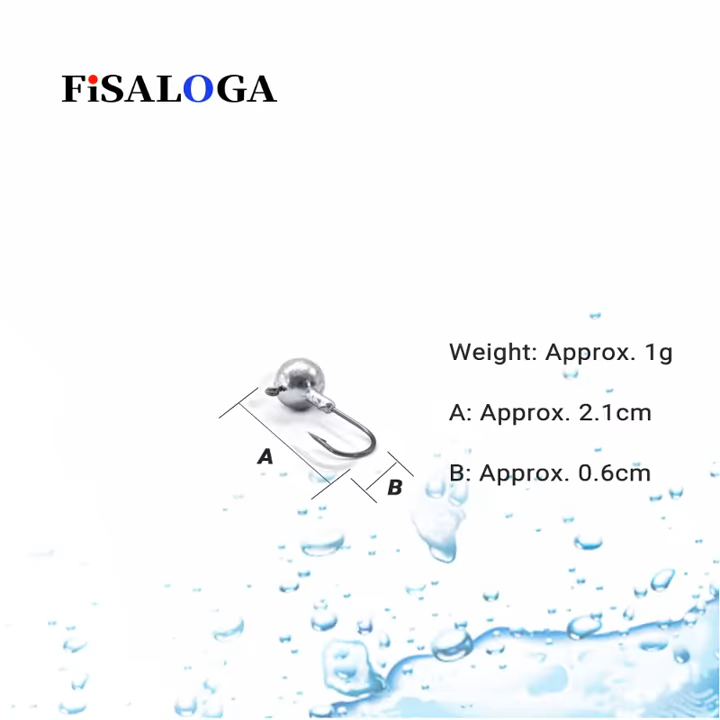 FiSALOGA
Weight: Approx. 1g
A: Approx. 2.1cm
A
B: Approx. 0.6cm
B